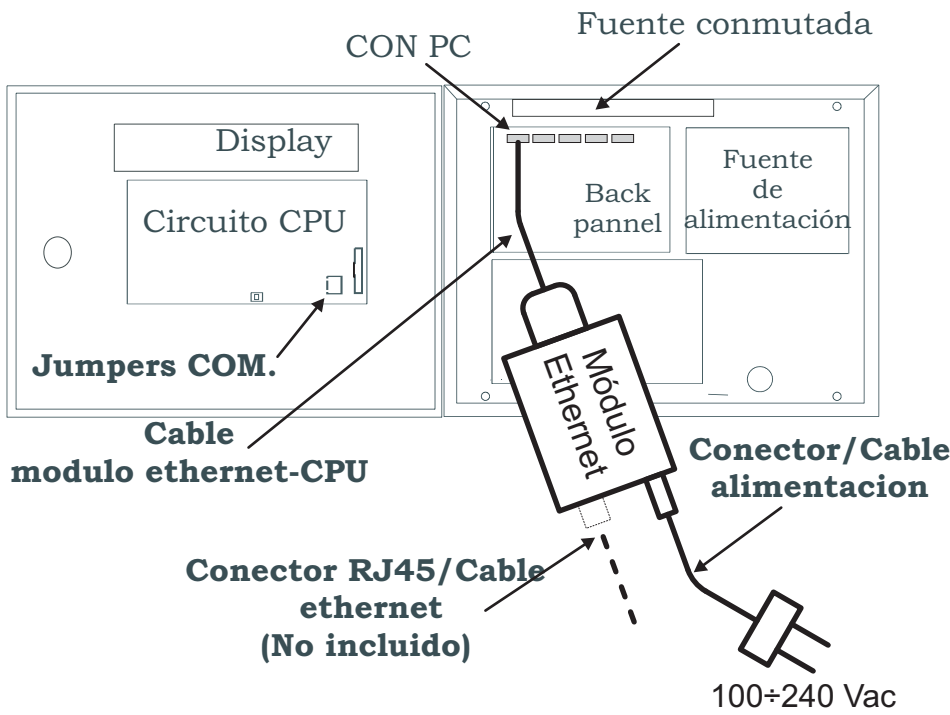 Fuente conmutada
CON PC
Display
Circuito CPU
Fuente
de
alimentación
Back
pannel
Jumpers COM.
Módulo
Ethernet
Cable
modulo ethernet-CPU
Conector/Cable
alimentacion
Conector RJ45/Cable
ethernet
(No incluido)
100÷240 Vac